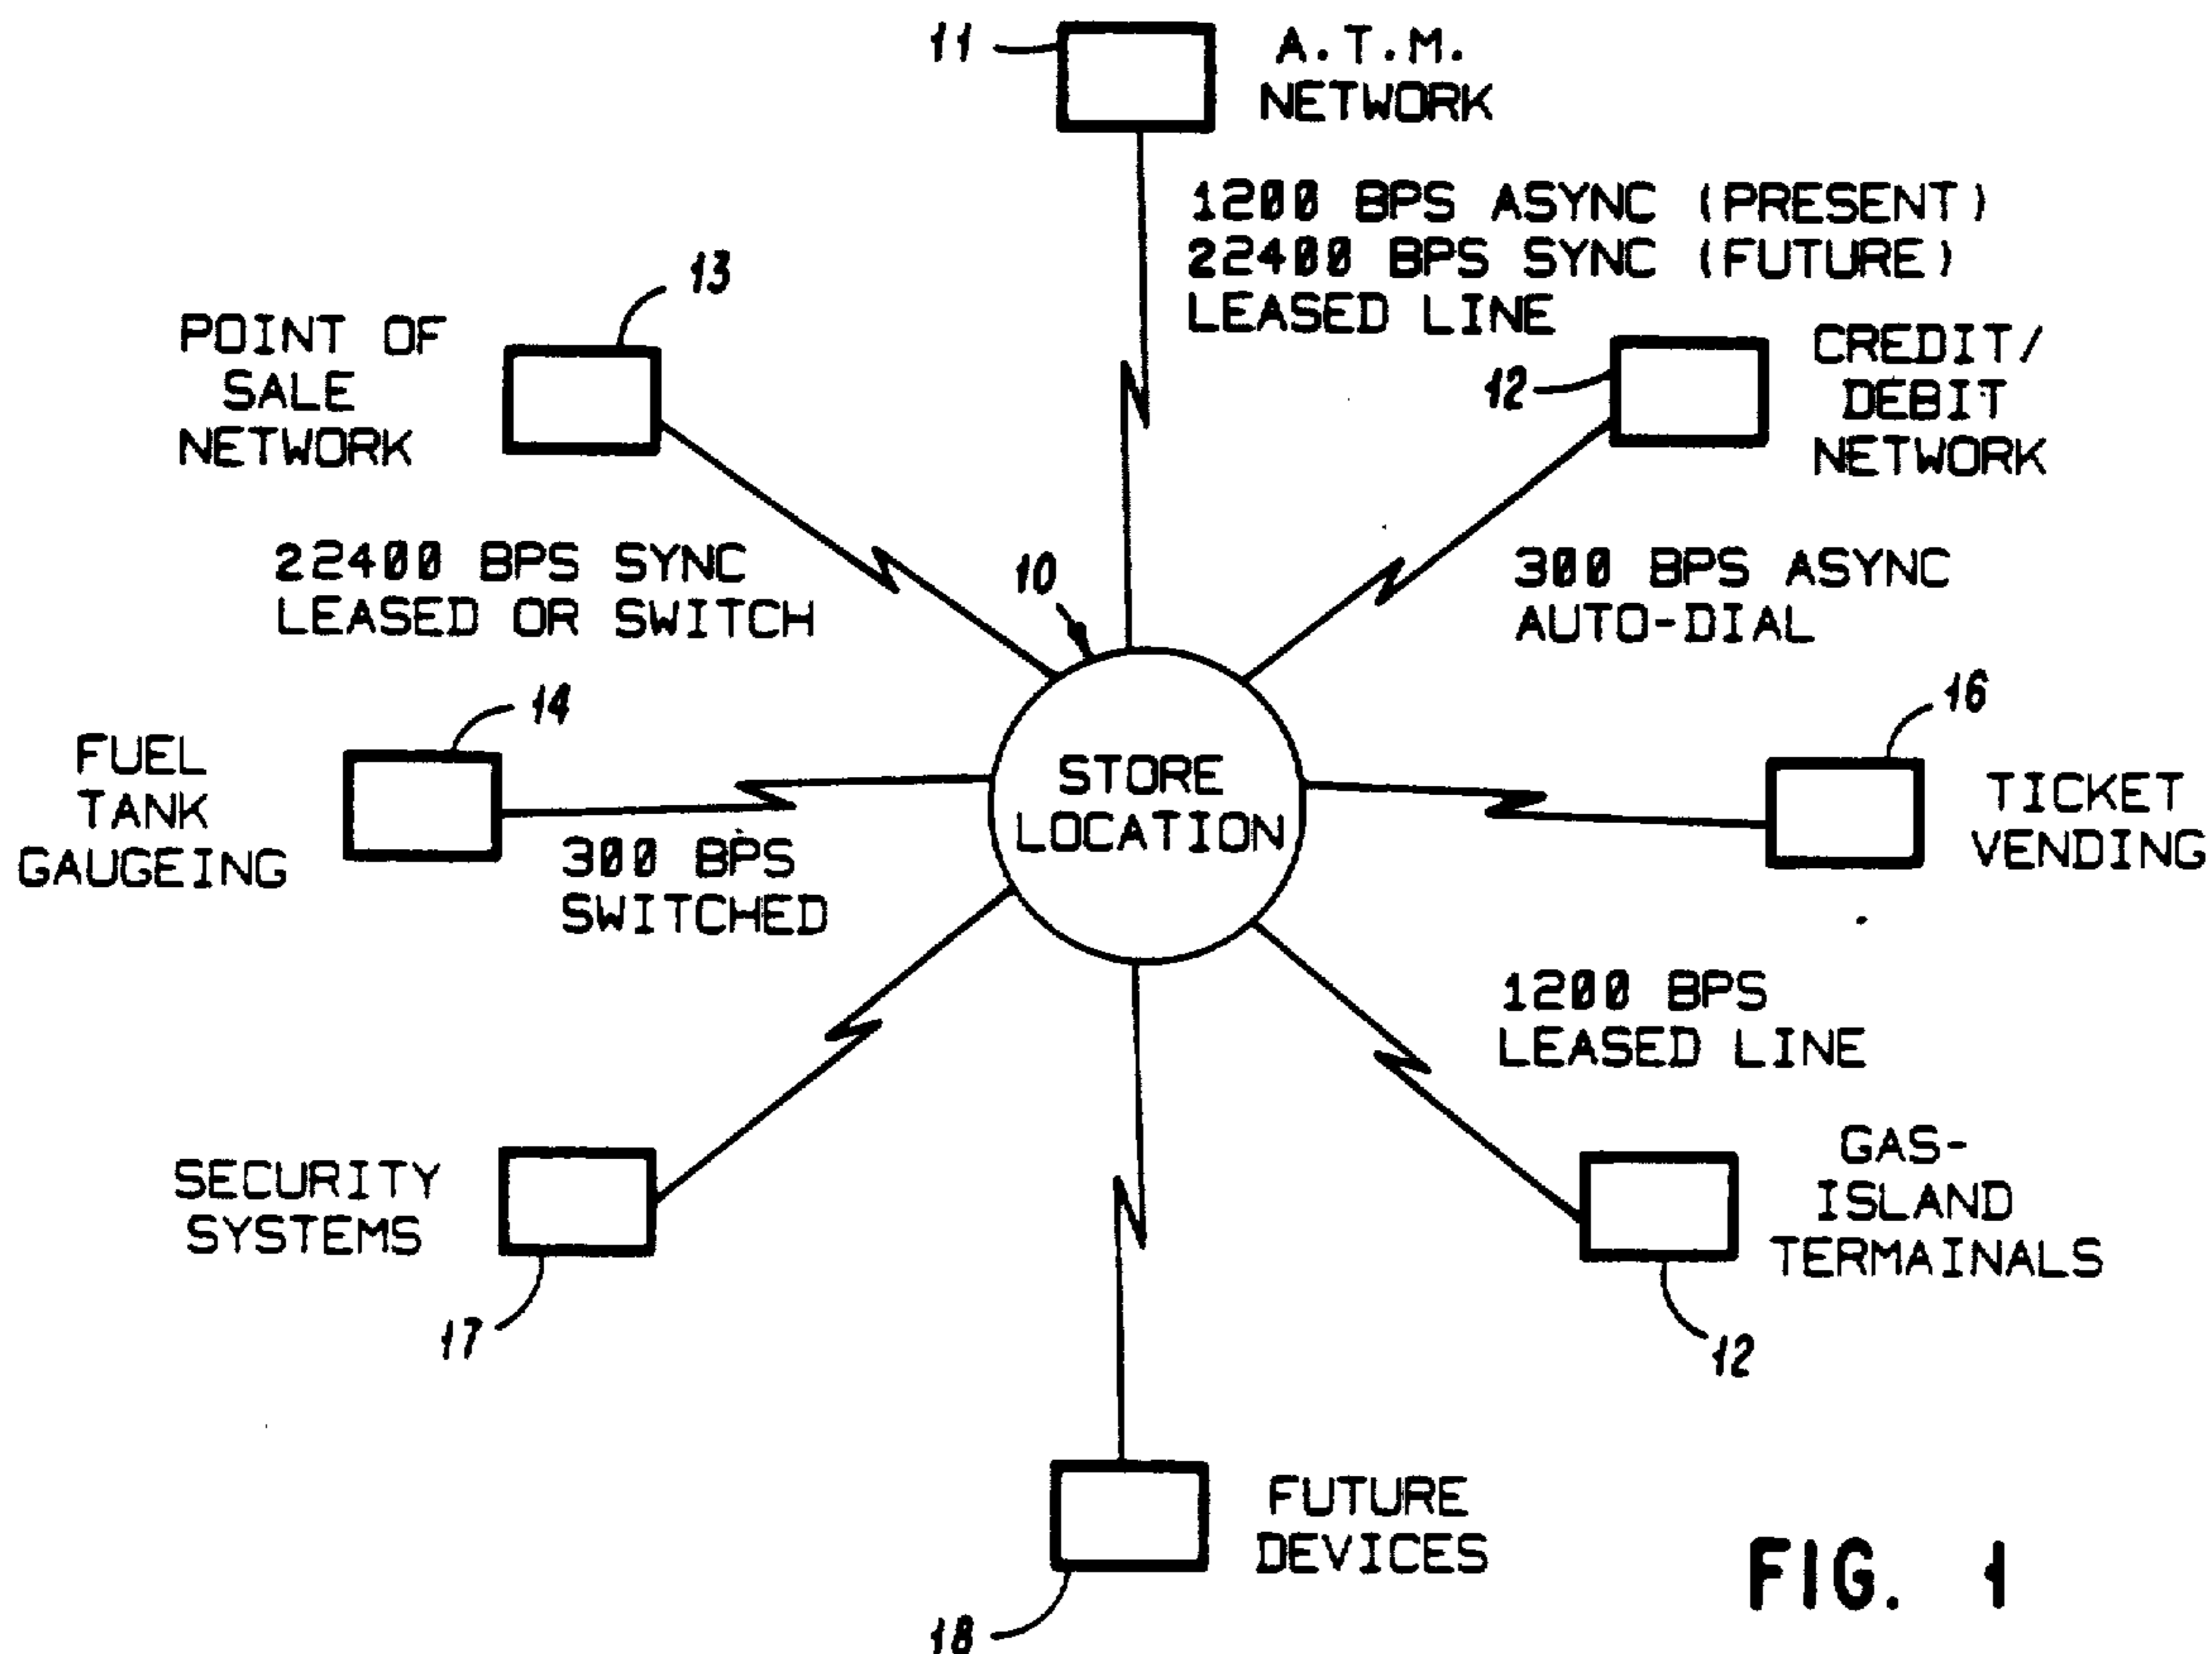 11
A.T.M.
NETWORK
1200 BPS ASYNC (PRESENT)
22400 BPS SYNC (FUTURE)
LEASED LINE
13
POINT OF
SALE
NETWORK
12
CREDIT/
DEBIT
NETWORK
22400 BPS SYNC
LEASED OR SWITCH
10
300 BPS ASYNC
AUTO-DIAL
14
FUEL
TANK
GAUGEING
300 BPS
SWITCHED
STORE
LOCATION
16
TICKET
VENDING
1200 BPS
LEASED LINE
SECURITY
SYSTEMS
17
GAS-
ISLAND
TERMAINALS
12
FUTURE
DEVICES
18
FIG. 1